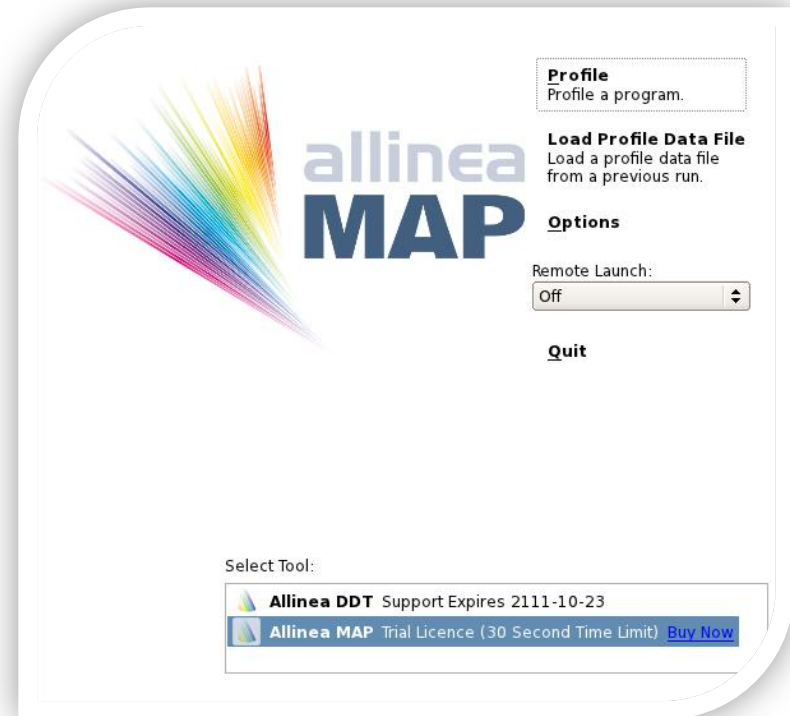 allinea
MAP
Profile
Profile a program.
Load Profile Data File
Load a profile data file
from a previous run.
Options
Remote Launch:
Off
Quit
Select Tool:
Allinea DDT Support Expires 2111-10-23
Allinea MAP Trial Licence (30 Second Time Limit) Buy Now